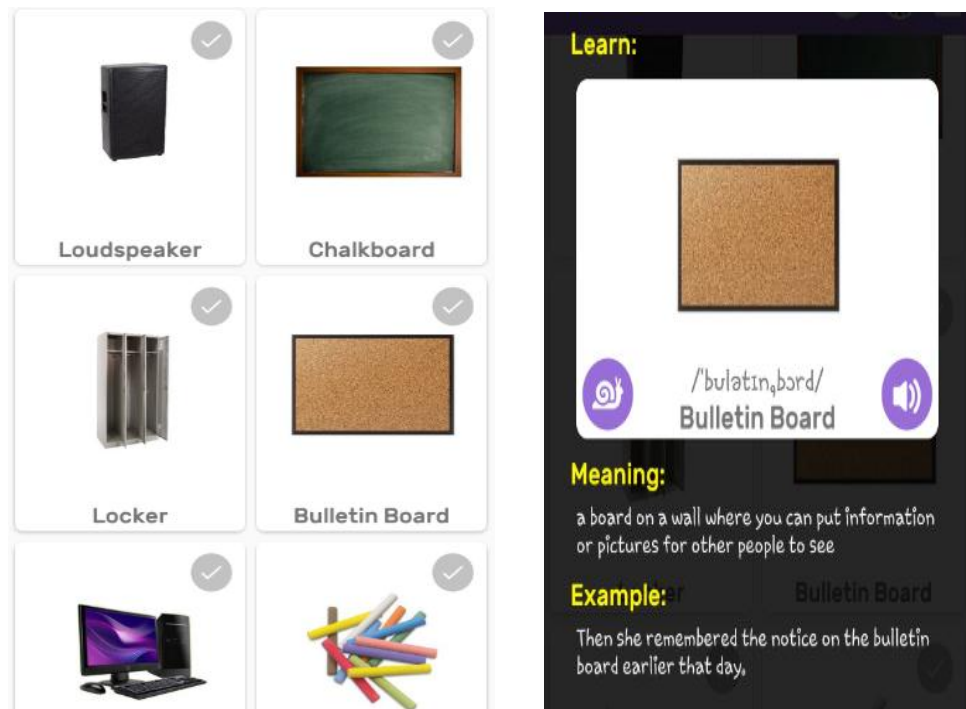 Loudspeaker
Chalkboard
Locker
Bulletin Board
Learn:
/ˈbʊlətɪnˌbɔrd/
Bulletin Board
Meaning:
a board on a wall where you can put information
or pictures for other people to see
Example:
Bulletin Board
Then she remembered the notice on the bulletin
board earlier that day.